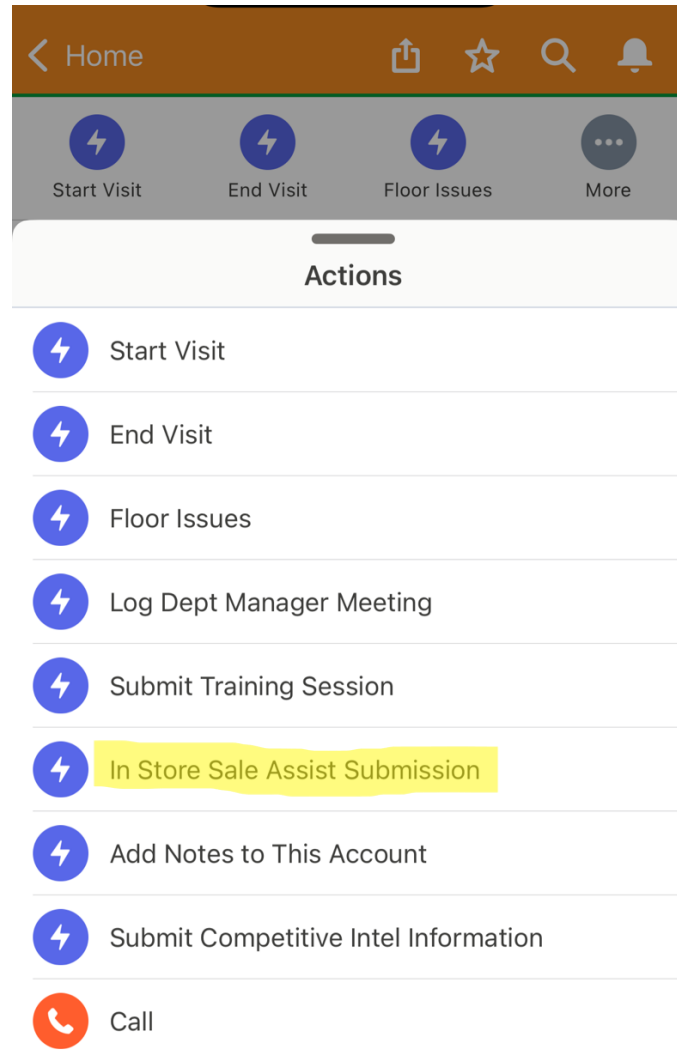 Home
Start Visit
End Visit
Floor Issues
More
Actions
Start Visit
End Visit
Floor Issues
Log Dept Manager Meeting
Submit Training Session
In Store Sale Assist Submission
Add Notes to This Account
Submit Competitive Intel Information
Call